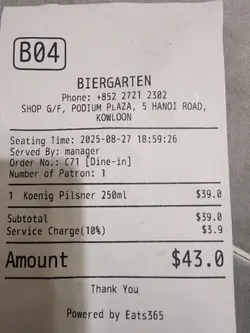 B04
BIERGARTEN
Phone: +852 2721 2302
SHOP G/F, PODIUM PLAZA, 5 HANOI ROAD,
KOWLOON
Seating Time: 2025-08-27 18:59:26
Served By: manager
Order No.: C71 [Dine-in]
Number of Patron: 1
1 Koenig Pilsner 250ml $39.0
Subtotal $39.0
Service Charge(10%) $3.9
Amount $43.0
Thank You
Powered by Eats365